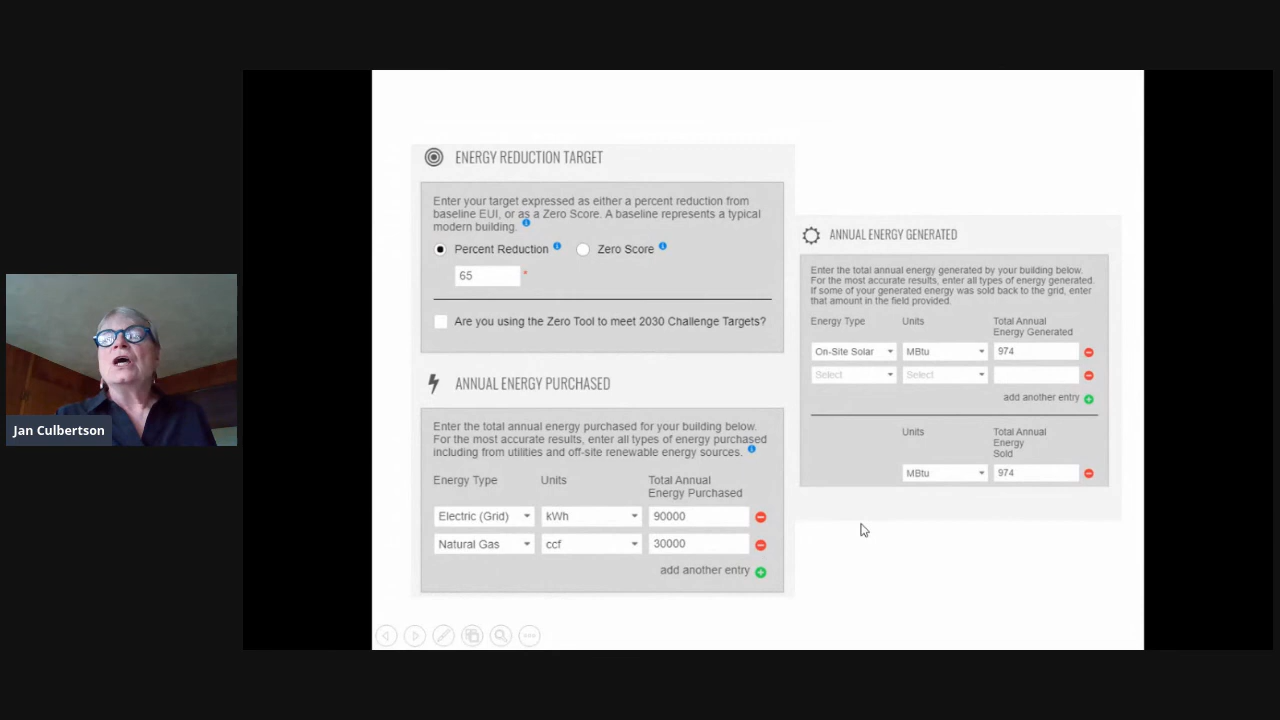 ENERGY REDUCTION TARGET
Enter your target expressed as either a percent reduction from
baseline EUI, or as a Zero Score. A baseline represents a typical
modern building. i
Percent Reduction i Zero Score i
65 *
Are you using the Zero Tool to meet 2030 Challenge Targets?
ANNUAL ENERGY PURCHASED
Enter the total annual energy purchased for your building below.
For the most accurate results, enter all types of energy purchased
including from utilities and off-site renewable energy sources. i
Energy Type Units Total Annual
Energy Purchased
Electric (Grid) kWh 90000
Natural Gas ccf 30000
add another entry
ANNUAL ENERGY GENERATED
Enter the total annual energy generated by your building below.
For the most accurate results, enter all types of energy generated.
If some of your generated energy was sold back to the grid, enter
that amount in the field provided.
Energy Type Units Total Annual
Energy Generated
On-Site Solar MBtu 974
Select Select
add another entry
Units Total Annual
Energy
Sold
MBtu 974
Jan Culbertson